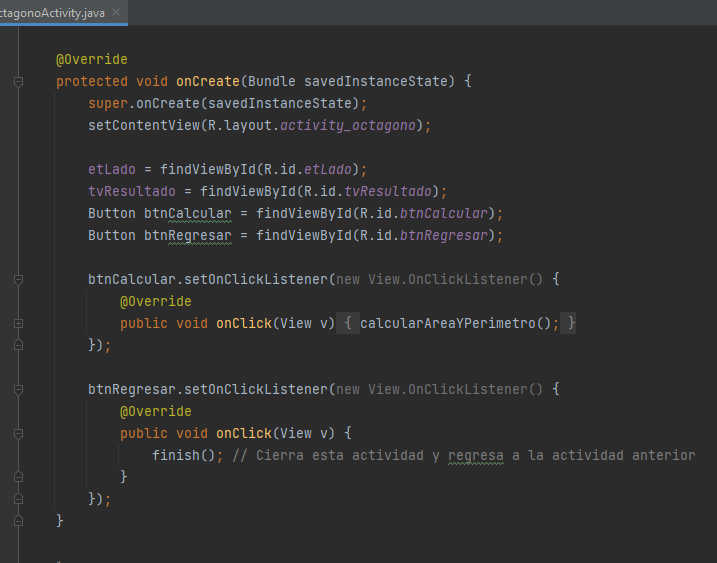 ctagonoActivity.java
@Override
protected void onCreate(Bundle savedInstanceState) {
super.onCreate(savedInstanceState);
setContentView(R.layout.activity_octagono);
etLado = findViewById(R.id.etLado);
tvResultado = findViewById(R.id.tvResultado);
Button btnCalcular = findViewById(R.id.btnCalcular);
Button btnRegresar = findViewById(R.id.btnRegresar);
btnCalcular.setOnClickListener(new View.OnClickListener() {
@Override
public void onClick(View v) { calcularAreaYPerimetro(); }
});
btnRegresar.setOnClickListener(new View.OnClickListener() {
@Override
public void onClick(View v) {
finish(); // Cierra esta actividad y regresa a la actividad anterior
}
});
}